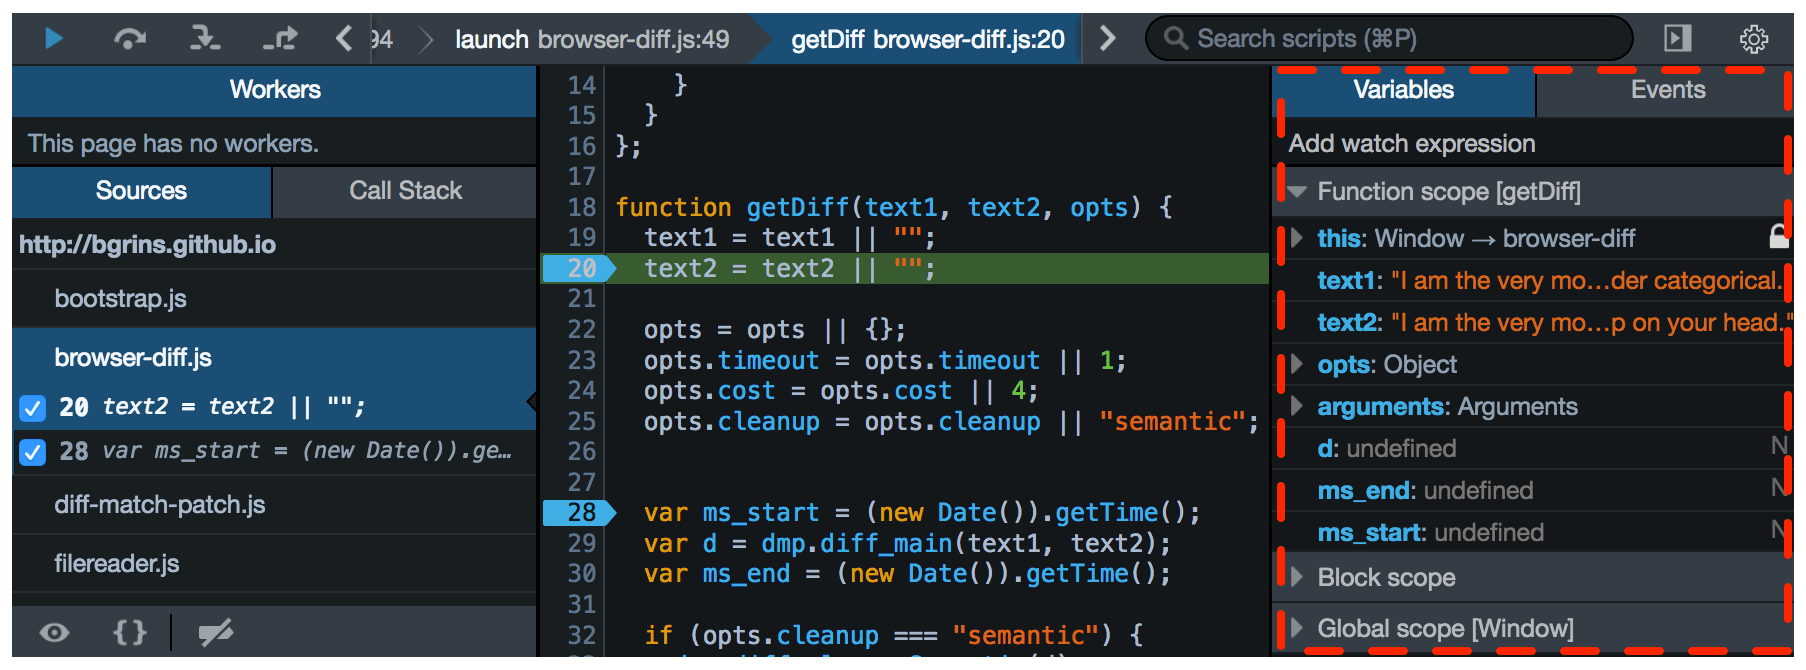 94 launch browser-diff.js:49 getDiff browser-diff.js:20 Search scripts (⌘P)
Workers
This page has no workers.
Sources Call Stack
http://bgrins.github.io
bootstrap.js
browser-diff.js
20 text2 = text2 || "";
28 var ms_start = (new Date()).ge…
diff-match-patch.js
filereader.js
{}
14     }
15   }
16 };
17
18 function getDiff(text1, text2, opts) {
19   text1 = text1 || "";
20   text2 = text2 || "";
21
22   opts = opts || {};
23   opts.timeout = opts.timeout || 1;
24   opts.cost = opts.cost || 4;
25   opts.cleanup = opts.cleanup || "semantic";
26
27
28   var ms_start = (new Date()).getTime();
29   var d = dmp.diff_main(text1, text2);
30   var ms_end = (new Date()).getTime();
31
32   if (opts.cleanup === "semantic") {
Variables Events
Add watch expression
Function scope [getDiff]
this: Window → browser-diff
text1: "I am the very mo…der categorical.
text2: "I am the very mo…p on your head."
opts: Object
arguments: Arguments
d: undefined N
ms_end: undefined N
ms_start: undefined N
Block scope
Global scope [Window]